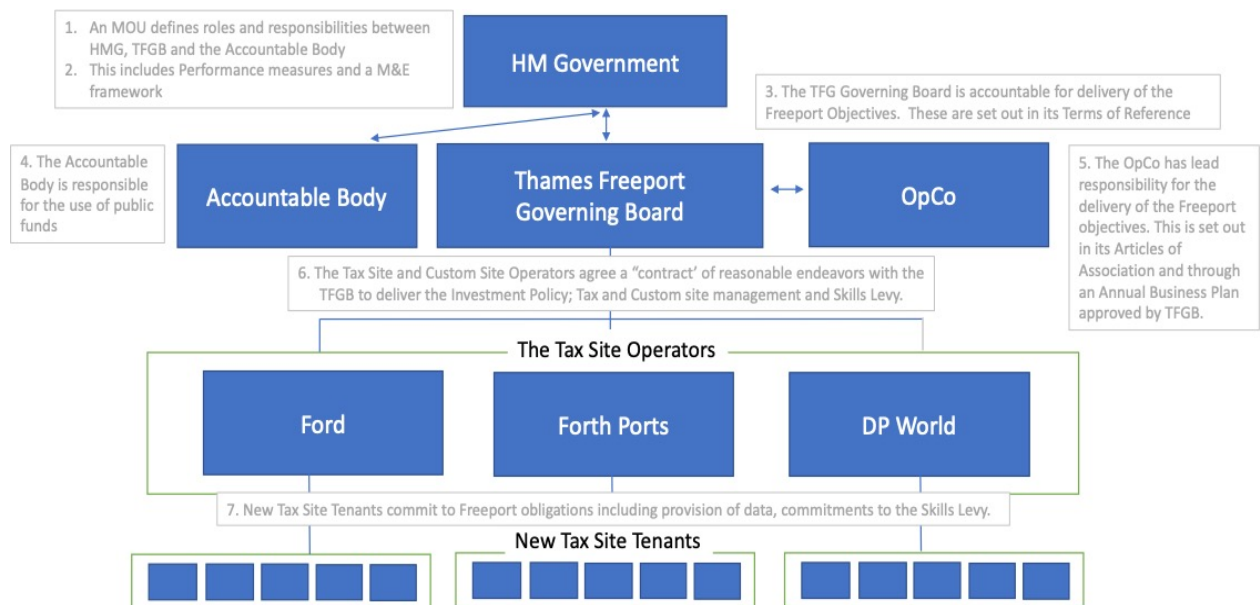 1. An MOU defines roles and responsibilities between
HMG, TFGB and the Accountable Body
2. This includes Performance measures and a M&E
framework
HM Government
3. The TFG Governing Board is accountable for delivery of the
Freeport Objectives. These are set out in its Terms of Reference
4. The Accountable
Body is responsible
for the use of public
funds
Accountable Body
Thames Freeport
Governing Board
OpCo
5. The OpCo has lead
responsibility for the
delivery of the Freeport
objectives. This is set out
in its Articles of
Association and through
an Annual Business Plan
approved by TFGB.
6. The Tax Site and Custom Site Operators agree a “contract’ of reasonable endeavors with the
TFGB to deliver the Investment Policy; Tax and Custom site management and Skills Levy.
The Tax Site Operators
Ford
Forth Ports
DP World
7. New Tax Site Tenants commit to Freeport obligations including provision of data, commitments to the Skills Levy.
New Tax Site Tenants